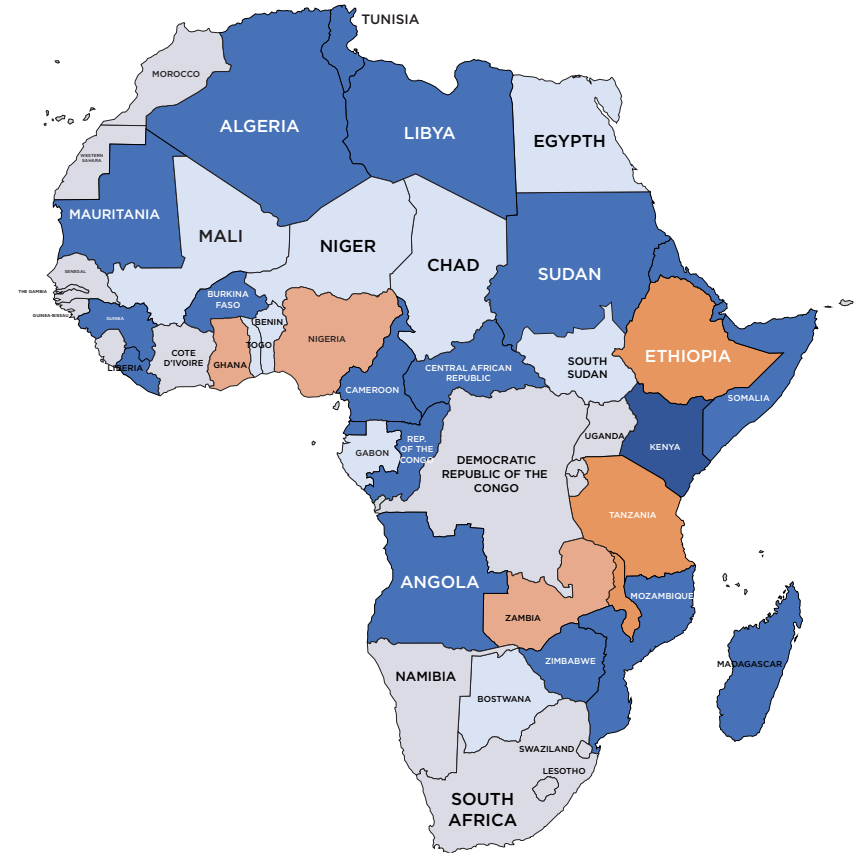 TUNISIA
MOROCCO
ALGERIA
LIBYA
EGYPTH
WESTERN
SAHARA
MAURITANIA
MALI
NIGER
CHAD
SUDAN
SENEGAL
THE GAMBIA
GUINEA-BISSAU
GUINEA
BURKINA
FASO
BENIN
TOGO
NIGERIA
COTE
D'IVOIRE
GHANA
LIBERIA
ETHIOPIA
SOUTH
SUDAN
CENTRAL AFRICAN
REPUBLIC
CAMEROON
SOMALIA
UGANDA
KENYA
REP.
OF THE
CONGO
GABON
DEMOCRATIC
REPUBLIC OF THE
CONGO
TANZANIA
ANGOLA
MOZAMBIQUE
ZAMBIA
ZIMBABWE
MADAGASCAR
NAMIBIA
BOSTWANA
SWAZILAND
LESOTHO
SOUTH
AFRICA